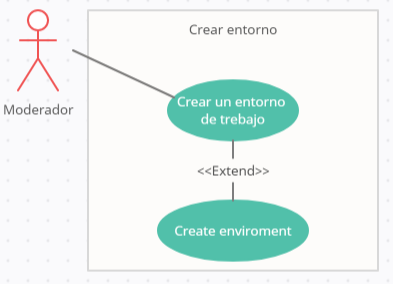 Crear entorno
Moderador
Crear un entorno
de trebajo
<<Extend>>
Create enviroment